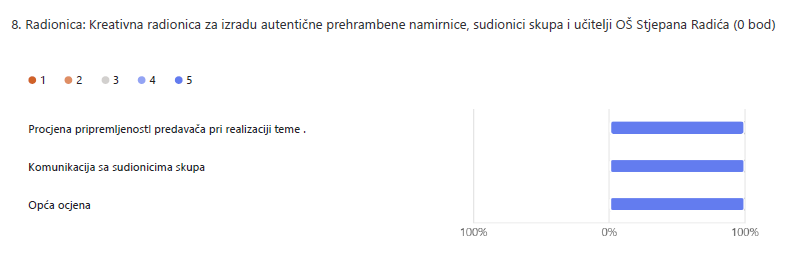 8. Radionica: Kreativna radionica za izradu autentične prehrambene namirnice, sudionici skupa i učitelji OŠ Stjepana Radića (0 bod)
1 2 3 4 5
Procjena pripremljenostI predavača pri realizaciji teme .
Komunikacija sa sudionicima skupa
Opća ocjena
100% 0% 100%